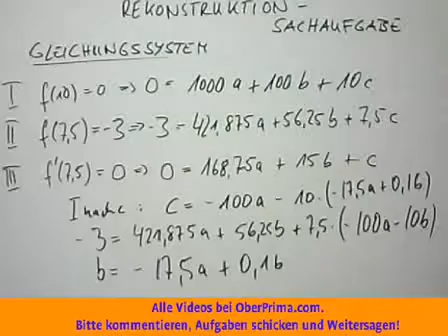 REKONSTRUKTION -
SACHAUFGABE
GLEICHUNGSSYSTEM
I f(10)=0 => 0 = 1000a + 100b + 10c
II f(7,5)=-3 => -3 = 421,875a + 56,25b + 7,5c
III f'(7,5)=0 => 0 = 168,75a + 15b + c
I nach c: c = -100a - 10·(-17,5a + 0,16)
-3 = 421,875a + 56,25b + 7,5·(-100a - 10b)
b = -17,5a + 0,16
Alle Videos bei OberPrima.com.
Bitte kommentieren, Aufgaben schicken und Weitersagen!